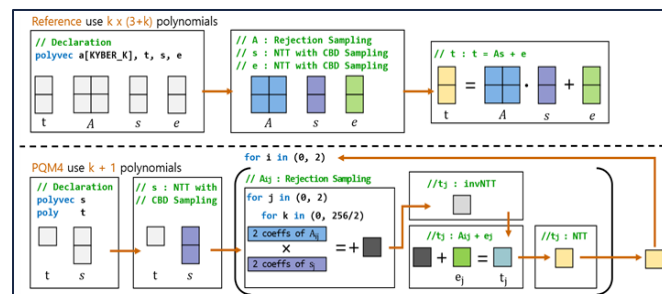 Reference use k x (3+k) polynomials
// Declaration
polyvec a[KYBER_K], t, s, e
t A s e
// A : Rejection Sampling
// s : NTT with CBD Sampling
// e : NTT with CBD Sampling
A s e
// t : t = As + e
= · +
t A s e
PQM4 use k + 1 polynomials
// Declaration
polyvec s
poly t
t s
// s : NTT with
// CBD Sampling
t s
for i in (0, 2)
// Aij : Rejection Sampling
for j in (0, 2)
for k in (0, 256/2)
2 coeffs of Aij
×
2 coeffs of sj
=+
//tj : invNTT
//tj : Aij + ej
+ =
ej tj
//tj : NTT